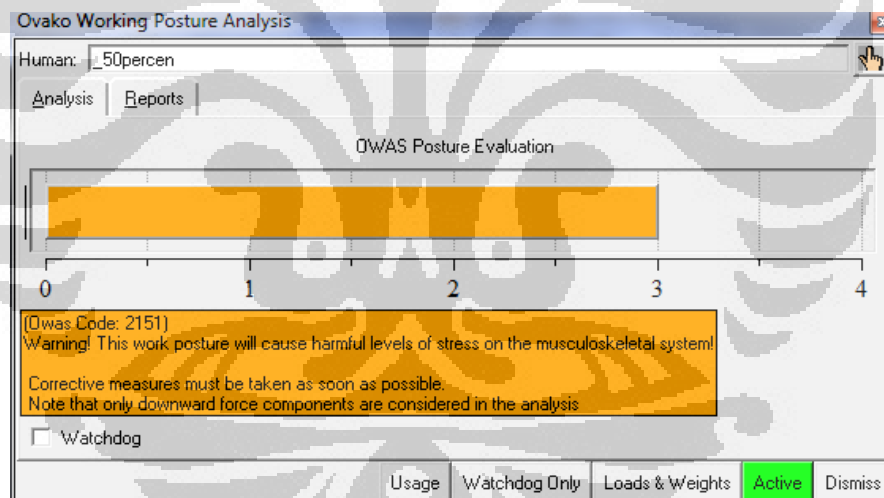 Ovako Working Posture Analysis
Human: _50percen
Analysis Reports
OWAS Posture Evaluation
0 1 2 3 4
(Owas Code: 2151)
Warning! This work posture will cause harmful levels of stress on the musculoskeletal system!
Corrective measures must be taken as soon as possible.
Note that only downward force components are considered in the analysis
Watchdog
Usage Watchdog Only Loads & Weights Active Dismiss